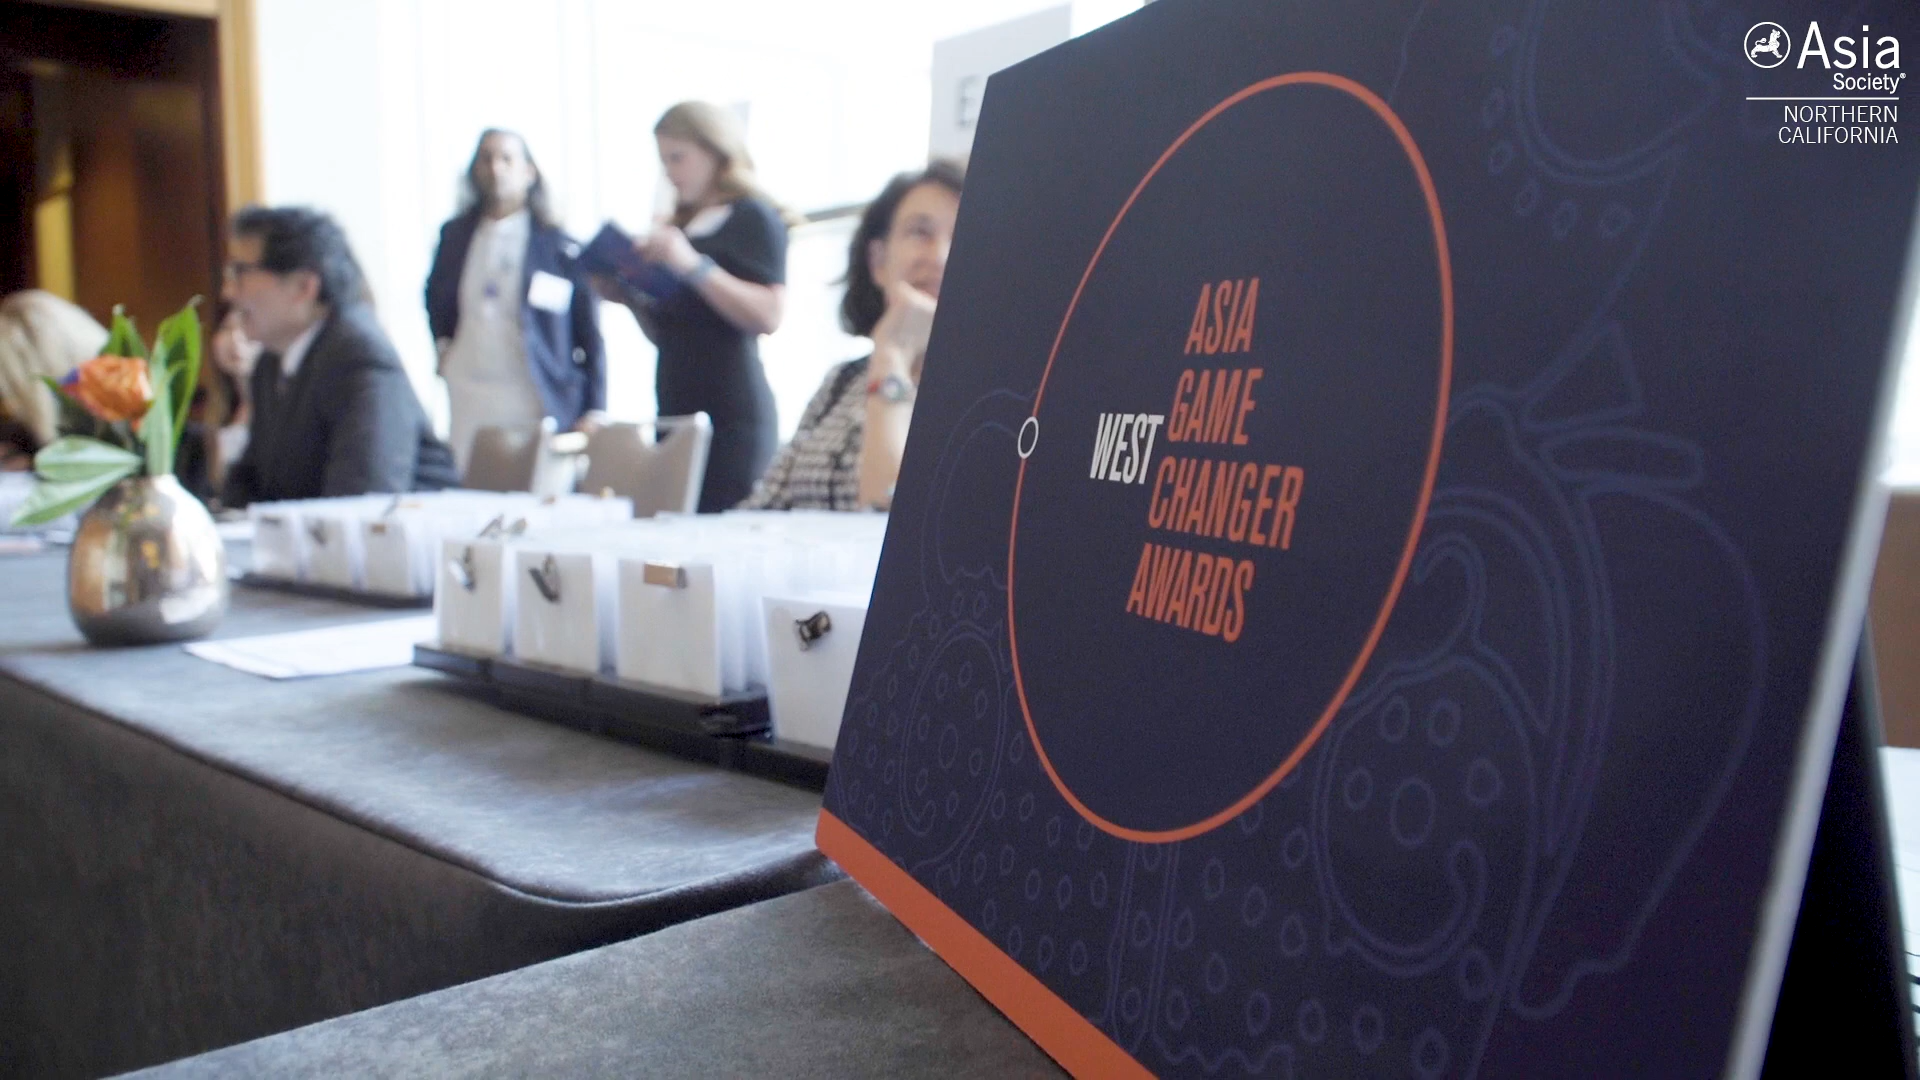 Asia
Society®
NORTHERN
CALIFORNIA
ASIA
GAME
WEST
CHANGER
AWARDS